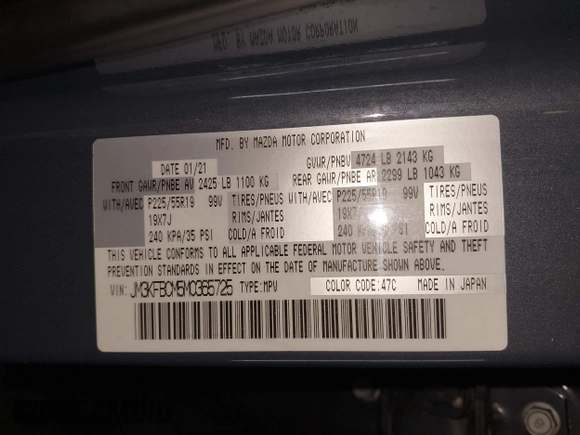 MFD. BY MAZDA MOTOR CORPORATION
DATE 01/21 GVWR/PNBV 4724 LB 2143 KG
FRONT GAWR/PNBE AV 2425 LB 1100 KG REAR GAWR/PNBE AR 2299 LB 1043 KG
WITH/AVEC P225/55R19 99V TIRES/PNEUS P225/55R19 99V TIRES/PNEUS
19X7J RIMS/JANTES 19X7J RIMS/JANTES
240 KPA/35 PSI COLD/A FROID 240 KPA/ PSI COLD/A FROID
THIS VEHICLE CONFORMS TO ALL APPLICABLE FEDERAL MOTOR VEHICLE SAFETY AND THEFT
PREVENTION STANDARDS IN EFFECT ON THE DATE OF MANUFACTURE SHOWN ABOVE.
VIN: JM3KFBCM5M0365725 TYPE:MPV COLOR CODE:47C MADE IN JAPAN